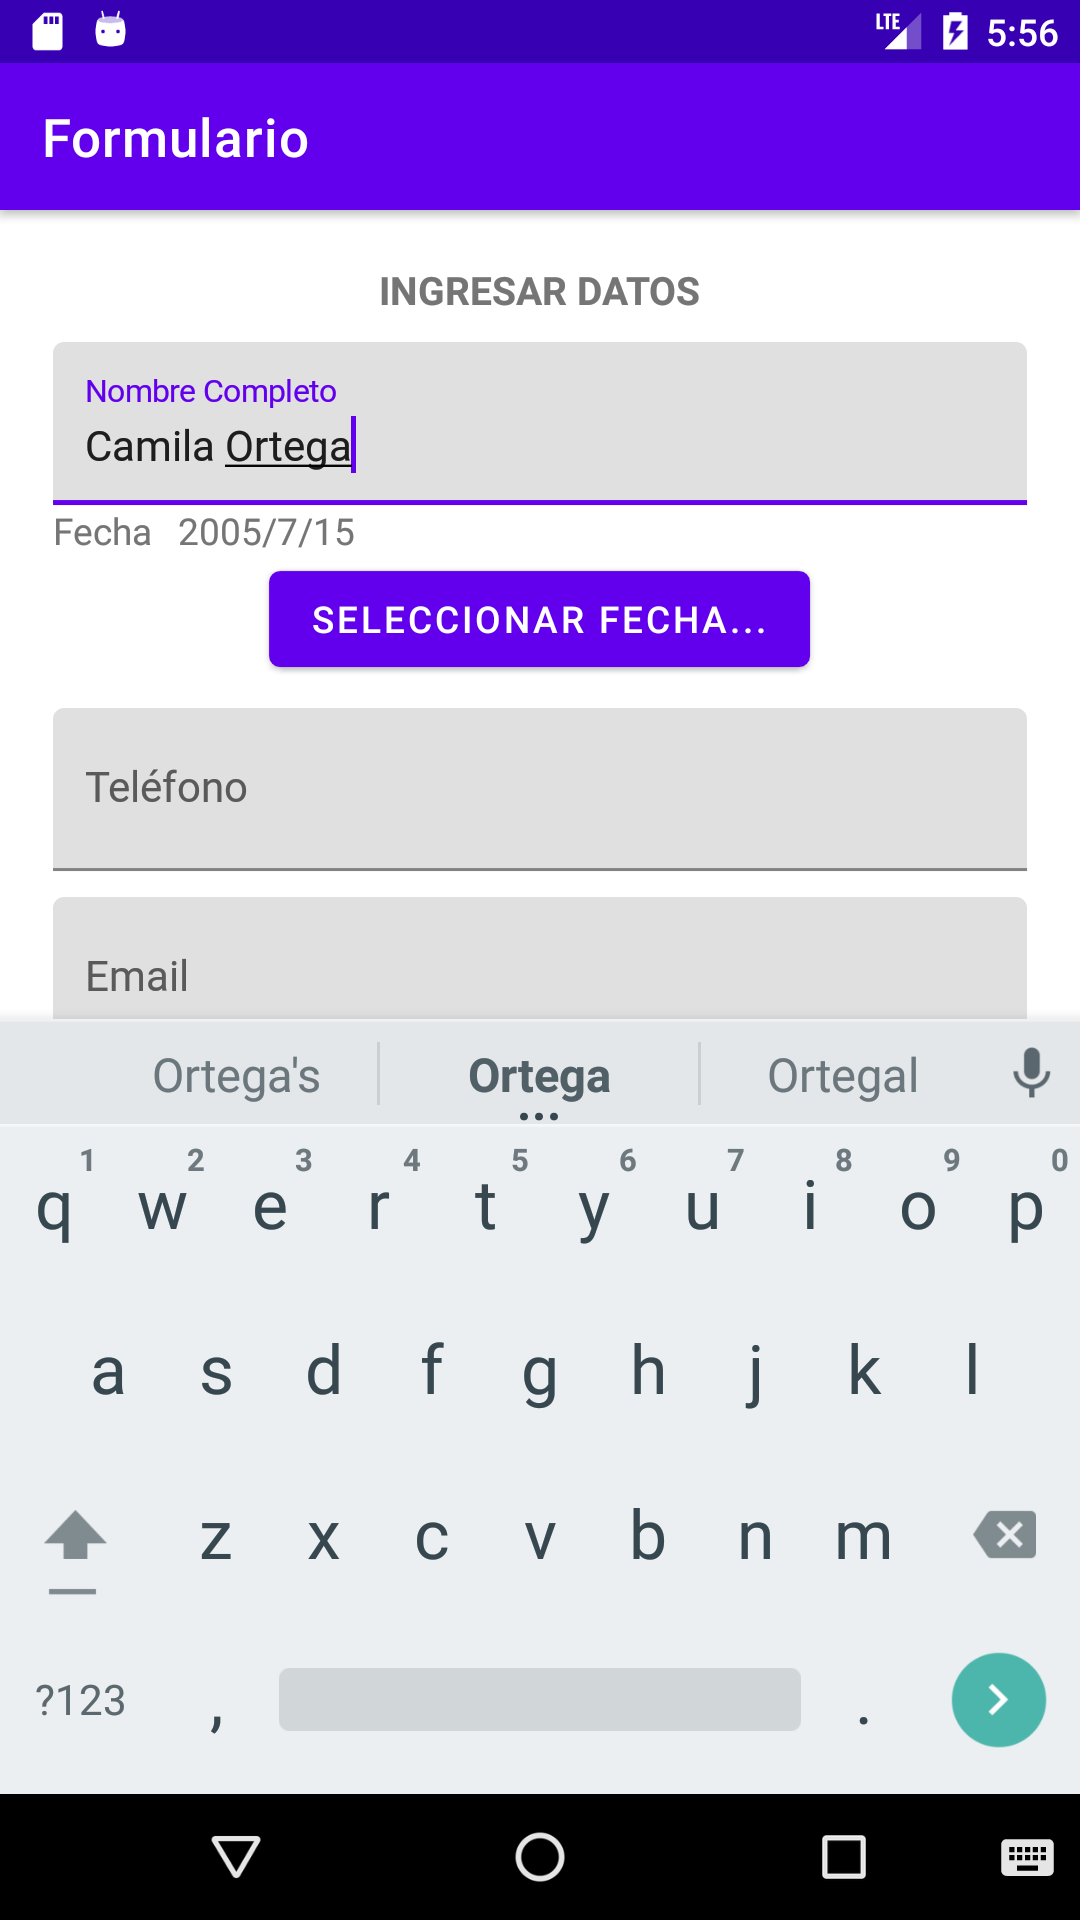 LTE 5:56
Formulario
INGRESAR DATOS
Nombre Completo
Camila Ortega
Fecha 2005/7/15
SELECCIONAR FECHA...
Teléfono
Email
Ortega's Ortega Ortegal
1 2 3 4 5 6 7 8 9 0
q w e r t y u i o p
a s d f g h j k l
z x c v b n m
?123 , .